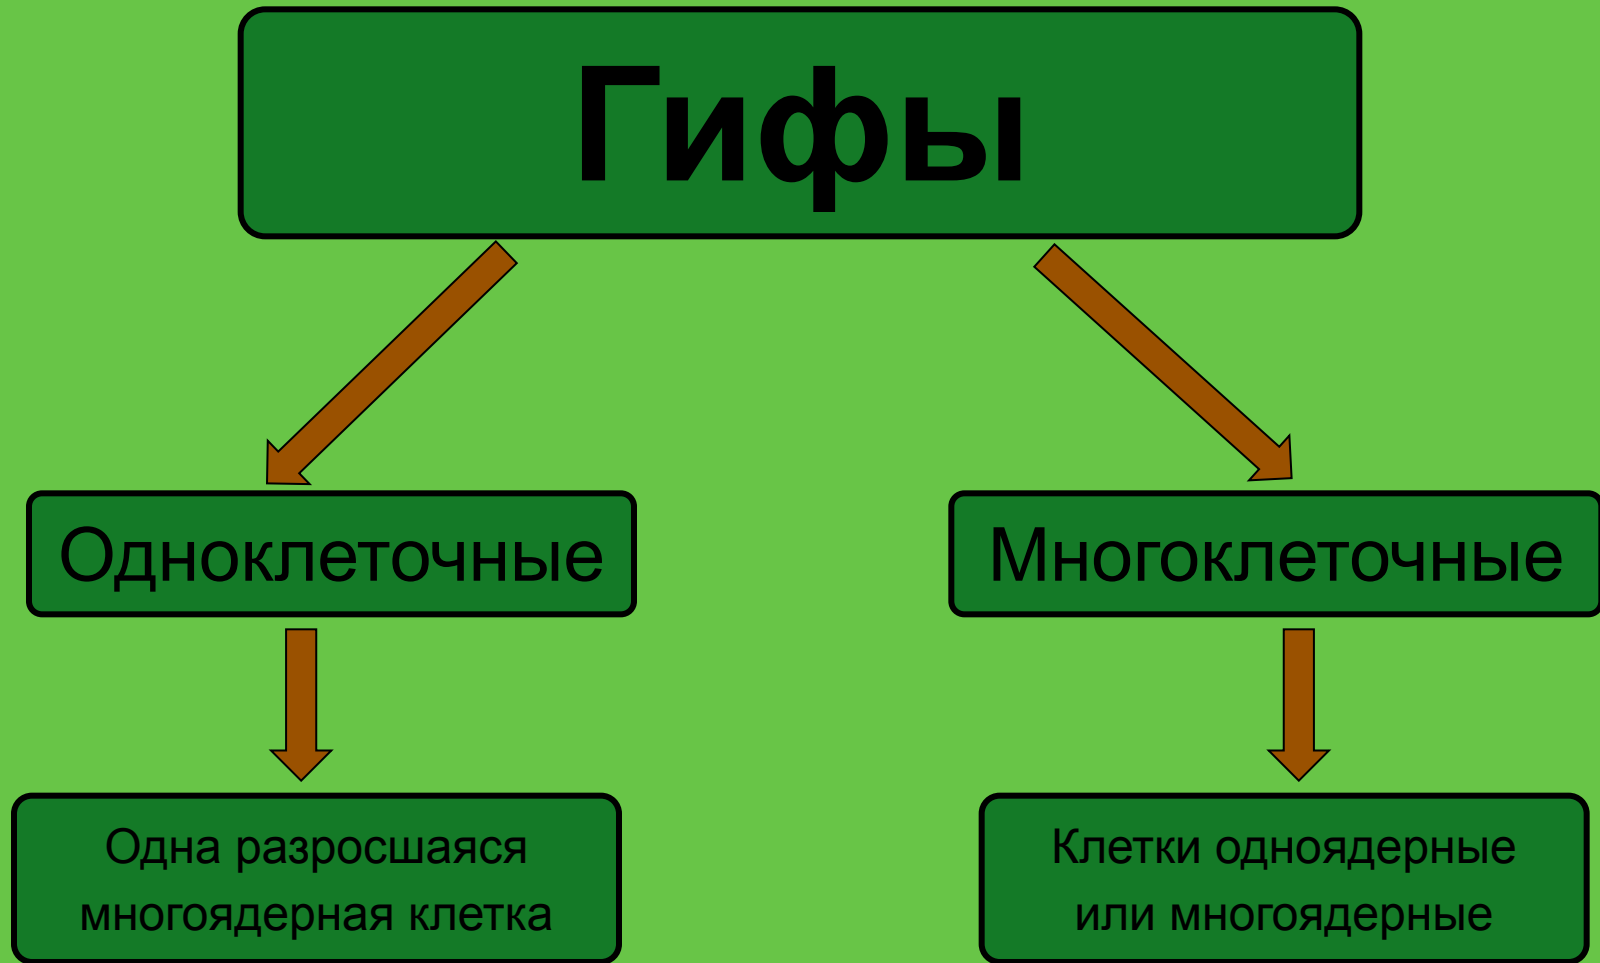 Гифы
Одноклеточные
Многоклеточные
Одна разросшаяся
многоядерная клетка
Клетки одноядерные
или многоядерные